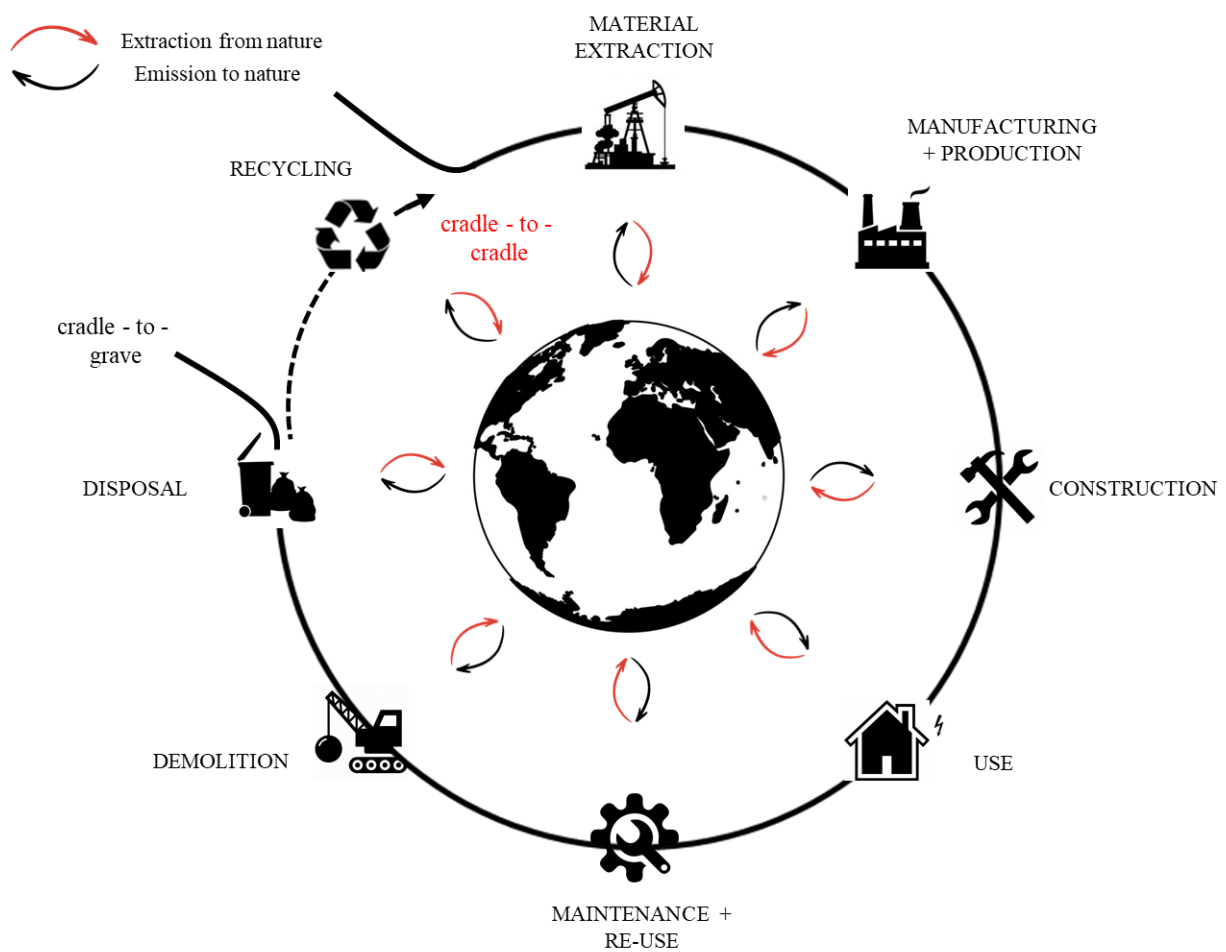 Extraction from nature
Emission to nature
MATERIAL
EXTRACTION
MANUFACTURING
+ PRODUCTION
RECYCLING
cradle - to -
cradle
cradle - to -
grave
DISPOSAL
CONSTRUCTION
DEMOLITION
USE
MAINTENANCE +
RE-USE